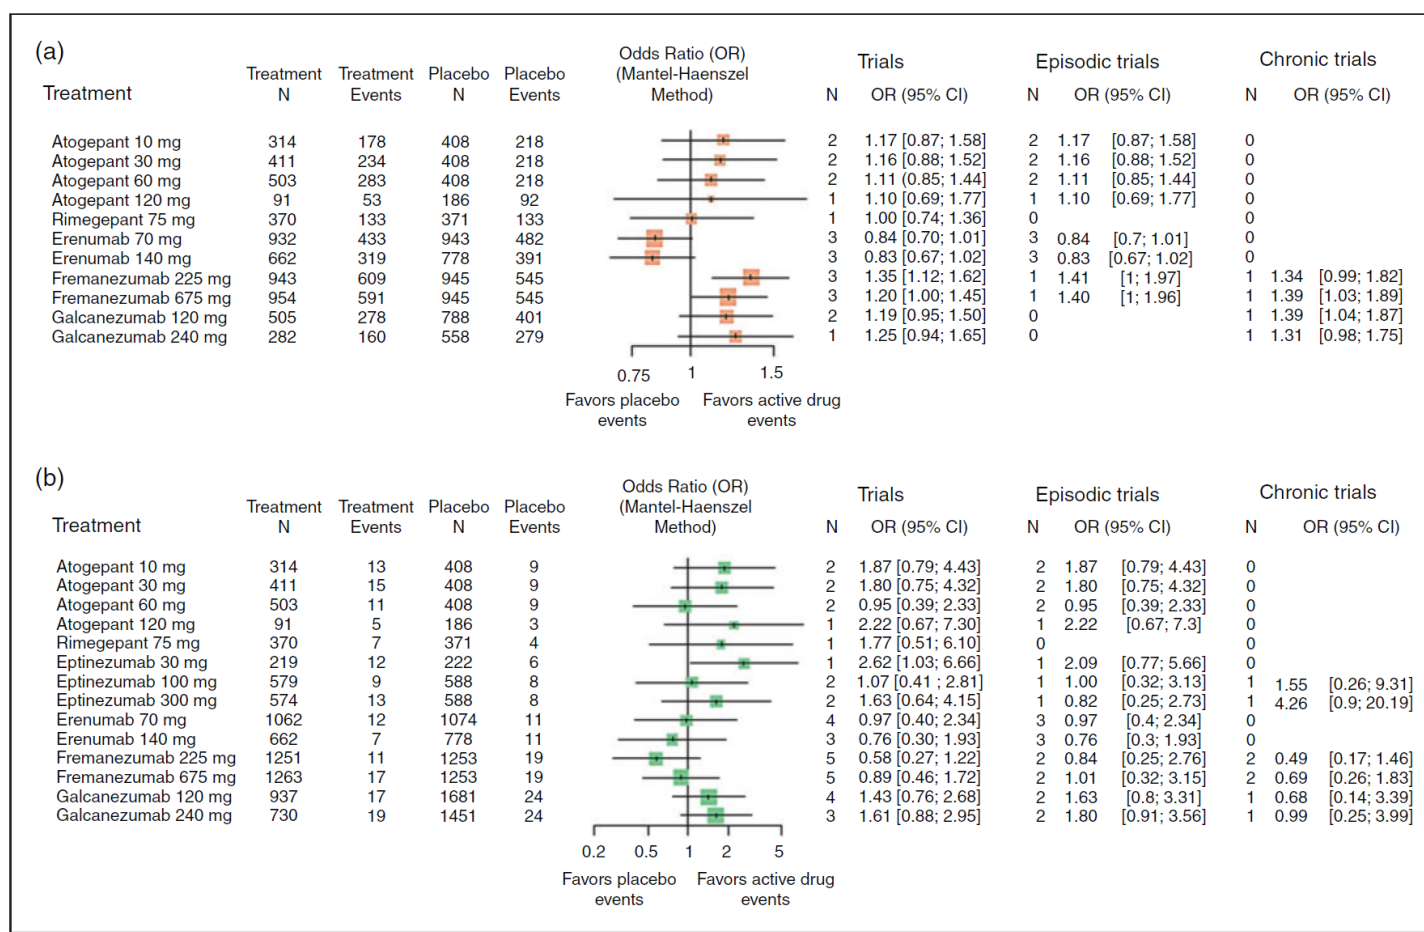 (a)
Odds Ratio (OR)
Treatment Treatment Placebo Placebo (Mantel-Haenszel Trials Episodic trials Chronic trials
Treatment N Events N Events Method) N OR (95% CI) N OR (95% CI) N OR (95% CI)
Atogepant 10 mg 314 178 408 218 2 1.17 [0.87; 1.58] 2 1.17 [0.87; 1.58] 0
Atogepant 30 mg 411 234 408 218 2 1.16 [0.88; 1.52] 2 1.16 [0.88; 1.52] 0
Atogepant 60 mg 503 283 408 218 2 1.11 (0.85; 1.44] 2 1.11 [0.85; 1.44] 0
Atogepant 120 mg 91 53 186 92 1 1.10 [0.69; 1.77] 1 1.10 [0.69; 1.77] 0
Rimegepant 75 mg 370 133 371 133 1 1.00 [0.74; 1.36] 0 0
Erenumab 70 mg 932 433 943 482 3 0.84 [0.70; 1.01] 3 0.84 [0.7; 1.01] 0
Erenumab 140 mg 662 319 778 391 3 0.83 [0.67; 1.02] 3 0.83 [0.67; 1.02] 0
Fremanezumab 225 mg 943 609 945 545 3 1.35 [1.12; 1.62] 1 1.41 [1; 1.97] 1 1.34 [0.99; 1.82]
Fremanezumab 675 mg 954 591 945 545 3 1.20 [1.00; 1.45] 1 1.40 [1; 1.96] 1 1.39 [1.03; 1.89]
Galcanezumab 120 mg 505 278 788 401 2 1.19 [0.95; 1.50] 0 1 1.39 [1.04; 1.87]
Galcanezumab 240 mg 282 160 558 279 1 1.25 [0.94; 1.65] 0 1 1.31 [0.98; 1.75]
0.75 1 1.5
Favors placebo Favors active drug
events events
(b)
Odds Ratio (OR)
Treatment Treatment Placebo Placebo (Mantel-Haenszel Trials Episodic trials Chronic trials
Treatment N Events N Events Method) N OR (95% CI) N OR (95% CI) N OR (95% CI)
Atogepant 10 mg 314 13 408 9 2 1.87 [0.79; 4.43] 2 1.87 [0.79; 4.43] 0
Atogepant 30 mg 411 15 408 9 2 1.80 [0.75; 4.32] 2 1.80 [0.75; 4.32] 0
Atogepant 60 mg 503 11 408 9 2 0.95 [0.39; 2.33] 2 0.95 [0.39; 2.33] 0
Atogepant 120 mg 91 5 186 3 1 2.22 [0.67; 7.30] 1 2.22 [0.67; 7.3] 0
Rimegepant 75 mg 370 7 371 4 1 1.77 [0.51; 6.10] 0 0
Eptinezumab 30 mg 219 12 222 6 1 2.62 [1.03; 6.66] 1 2.09 [0.77; 5.66] 0
Eptinezumab 100 mg 579 9 588 8 2 1.07 [0.41 ; 2.81] 1 1.00 [0.32; 3.13] 1 1.55 [0.26; 9.31]
Eptinezumab 300 mg 574 13 588 8 2 1.63 [0.64; 4.15] 1 0.82 [0.25; 2.73] 1 4.26 [0.9; 20.19]
Erenumab 70 mg 1062 12 1074 11 4 0.97 [0.40; 2.34] 3 0.97 [0.4; 2.34] 0
Erenumab 140 mg 662 7 778 11 3 0.76 [0.30; 1.93] 3 0.76 [0.3; 1.93] 0
Fremanezumab 225 mg 1251 11 1253 19 5 0.58 [0.27; 1.22] 2 0.84 [0.25; 2.76] 2 0.49 [0.17; 1.46]
Fremanezumab 675 mg 1263 17 1253 19 5 0.89 [0.46; 1.72] 2 1.01 [0.32; 3.15] 2 0.69 [0.26; 1.83]
Galcanezumab 120 mg 937 17 1681 24 4 1.43 [0.76; 2.68] 2 1.63 [0.8; 3.31] 1 0.68 [0.14; 3.39]
Galcanezumab 240 mg 730 19 1451 24 3 1.61 [0.88; 2.95] 2 1.80 [0.91; 3.56] 1 0.99 [0.25; 3.99]
0.2 0.5 1 2 5
Favors placebo Favors active drug
events events